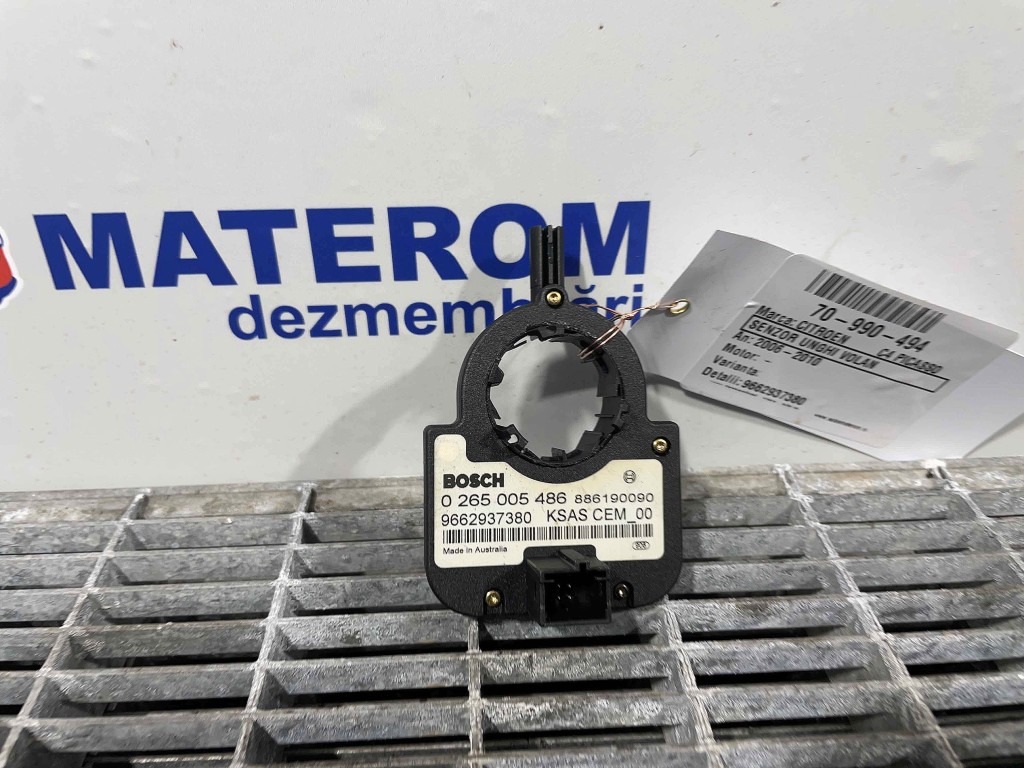 MATEROM
dezmembrări
70-990-494
Marca: CITROEN C4 PICASSO
SENZOR UNGHI VOLAN
An: 2006 - 2010
Motor: -
Varianta:
Detalii: 9662937380
BOSCH
0 265 005 486 886190090
9662937380 KSAS CEM_00
Made in Australia